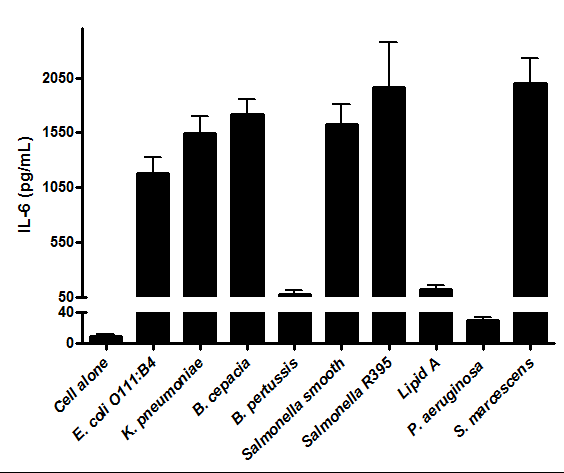 IL-6 (pg/mL)
2050
1550
1050
550
50
40
0
Cell alone
E. coli O111:B4
K. pneumoniae
B. cepacia
B. pertussis
Salmonella smooth
Salmonella R395
Lipid A
P. aeruginosa
S. marcescens